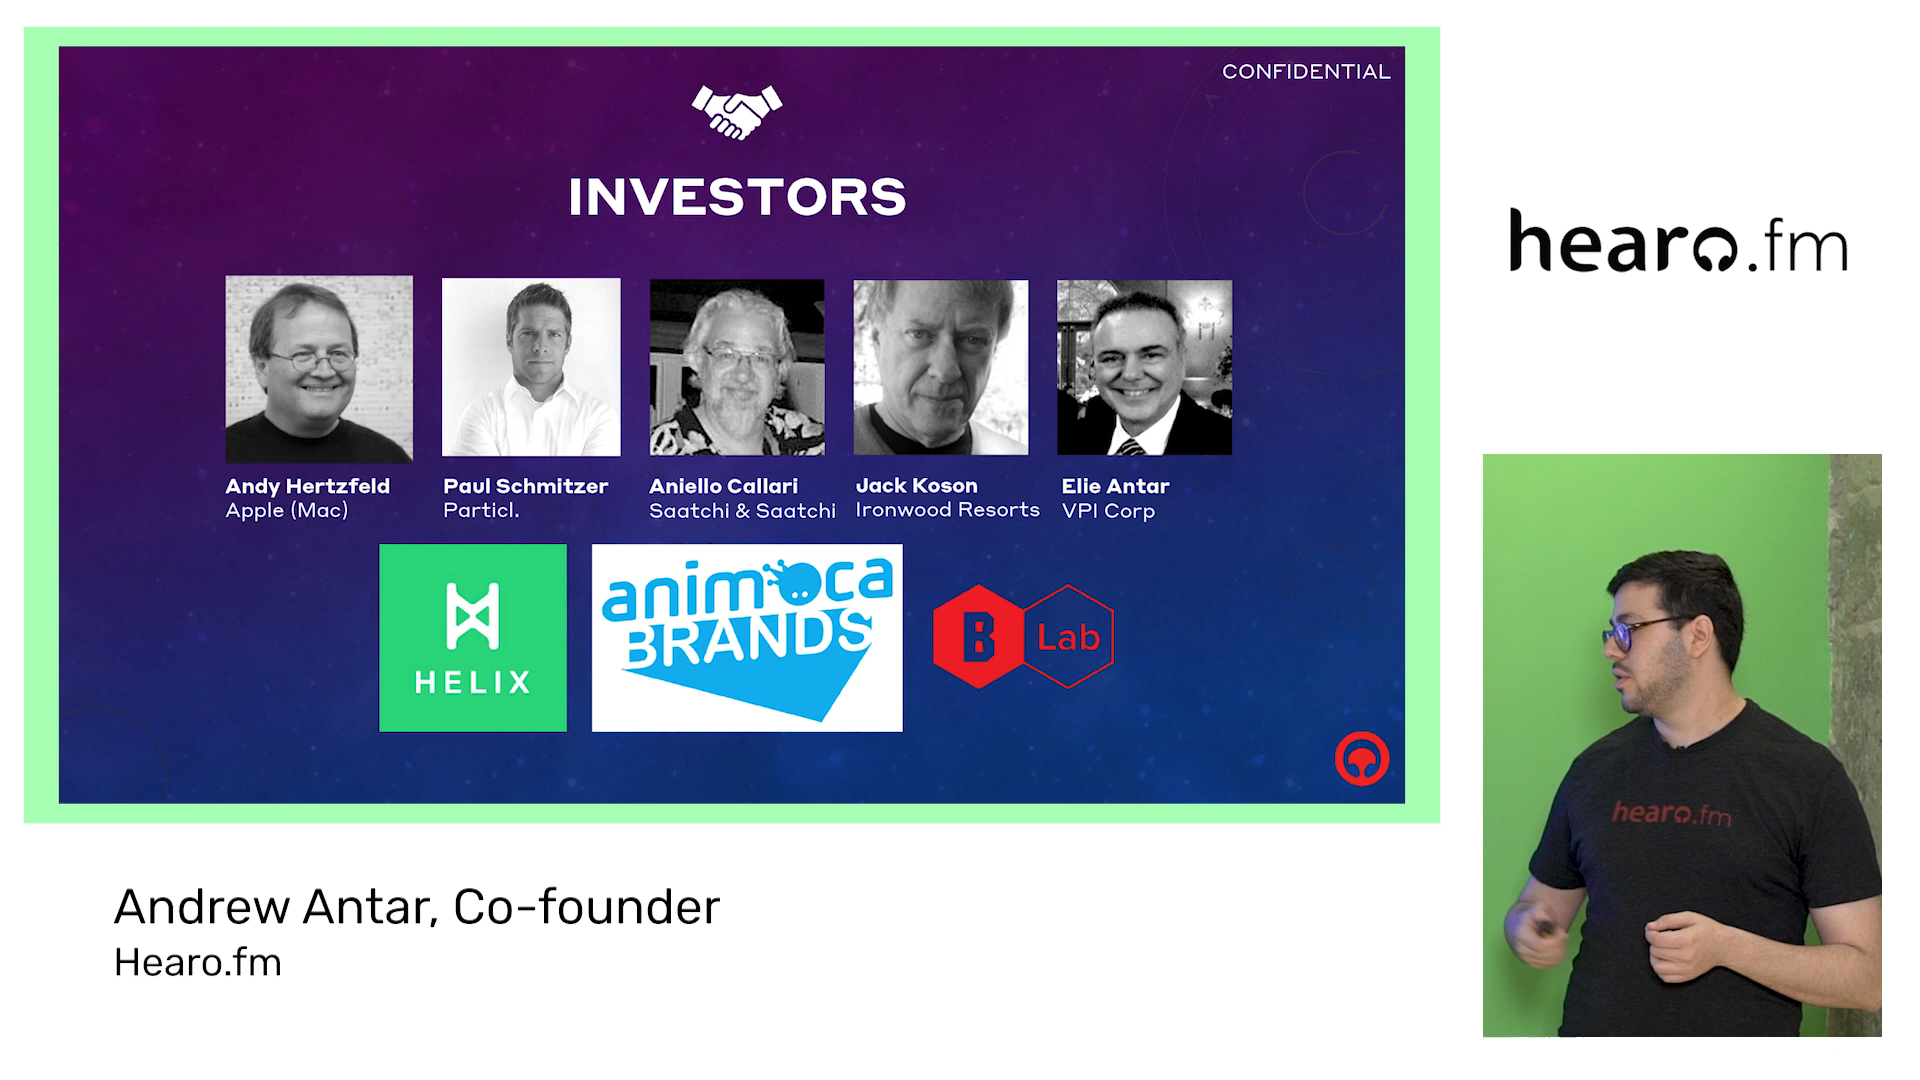 CONFIDENTIAL
INVESTORS
hearo.fm
Andy Hertzfeld
Apple (Mac)
Paul Schmitzer
Particl.
Aniello Callari
Saatchi & Saatchi
Jack Koson
Ironwood Resorts
Elie Antar
VPI Corp
HELIX
animoca
BRANDS
B Lab
hearo.fm
Andrew Antar, Co-founder
Hearo.fm